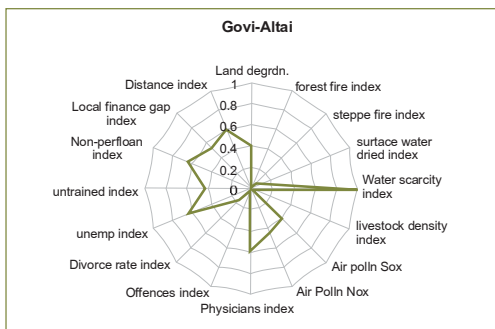 Govi-Altai
Land degrdn.
forest fire index
steppe fire index
surtace water
dried index
Water scarcity
index
livestock density
index
Air polln Sox
Air Polln Nox
Physicians index
Offences index
Divorce rate index
unemp index
untrained index
Non-perfloan
index
Local finance gap
index
Distance index
1
0.8
0.6
0.4
0.2
0